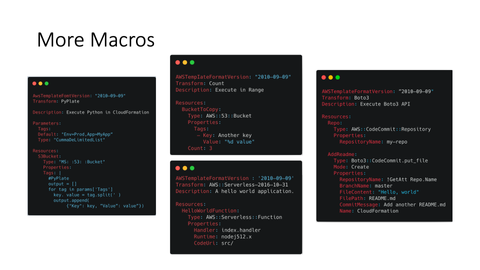 More Macros
AWSTemplateFormatVersion: "2010-09-09"
Transform: PyPlate
Description: Execute Python in CloudFormation
Parameters:
Tags:
Default: "Env=Prod,App=MyApp"
Type: "CommaDelimitedList"
Resources:
S3Bucket:
Type: "AWS::S3::Bucket"
Properties:
Tags: |
#PyPlate
output = []
for tag in params['Tags']
key, value = tag.split('=')
output.append(
{"Key": key, "Value": value"})
AWSTemplateFormatVersion: "2010-09-09"
Transform: Count
Description: Execute in Range
Resources:
BucketToCopy:
Type: AWS::S3::Bucket
Properties:
Tags:
- Key: Another key
Value: "%d value"
Count: 3
AWSTemplateFormatVersion : '2010-09-09'
Transform: AWS::Serverless-2016-10-31
Description: A hello world application.
Resources:
HelloWorldFunction:
Type: AWS::Serverless::Function
Properties:
Handler: index.handler
Runtime: nodej512.x
CodeUri: src/
AWSTemplateFormatVersion: "2010-09-09"
Transform: Boto3
Description: Execute Boto3 API
Resources:
Repo:
Type: AWS::CodeCommit::Repository
Properties:
RepositoryName: my-repo
AddReadme:
Type: Boto3::CodeCommit.put_file
Mode: Create
Properties:
RepositoryName: !GetAtt Repo.Name
BranchName: master
FileContent: "Hello, world"
FilePath: README.md
CommitMessage: Add another README.md
Name: CloudFormation